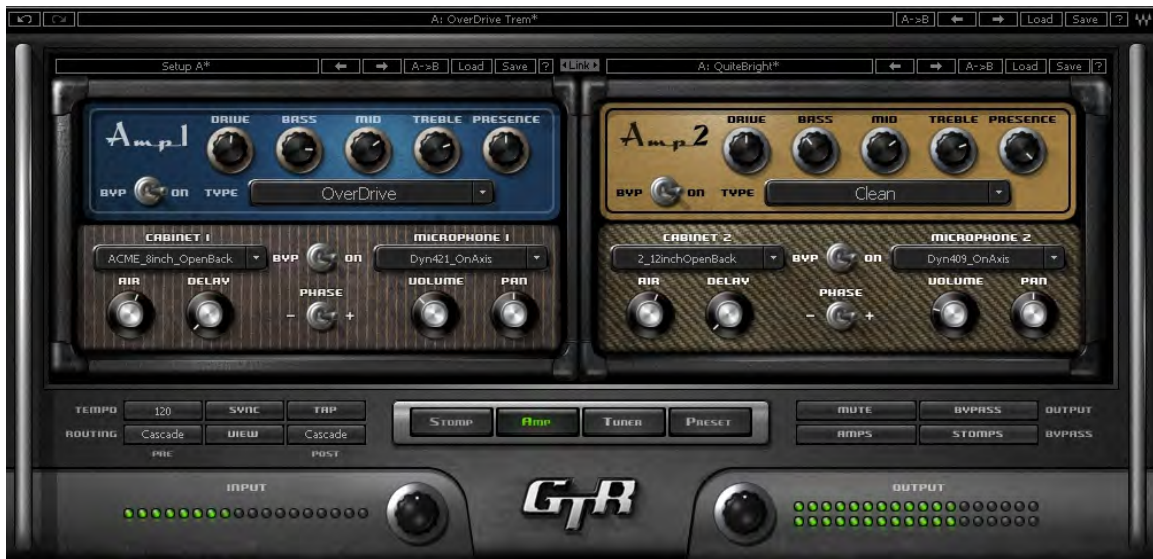 A: OverDrive Trem* A->B Load Save ?
Setup A* A->B Load Save ? Link A: QuiteBright* A->B Load Save ?
Amp1 DRIVE BASS MID TREBLE PRESENCE
BYP ON TYPE OverDrive
Amp2 DRIVE BASS MID TREBLE PRESENCE
BYP ON TYPE Clean
CABINET 1 MICROPHONE 1
ACME_8inch_OpenBack BYP ON Dyn421_OnAxis
AIR DELAY PHASE VOLUME PAN
- +
CABINET 2 MICROPHONE 2
2_12inchOpenBack BYP ON Dyn409_OnAxis
AIR DELAY PHASE VOLUME PAN
- +
TEMPO 120 SYNC TAP
ROUTING Cascade VIEW Cascade
PRE POST
Stomp Amp Tuner Preset
MUTE BYPASS OUTPUT
AMPS STOMPS BYPASS
INPUT GTR OUTPUT